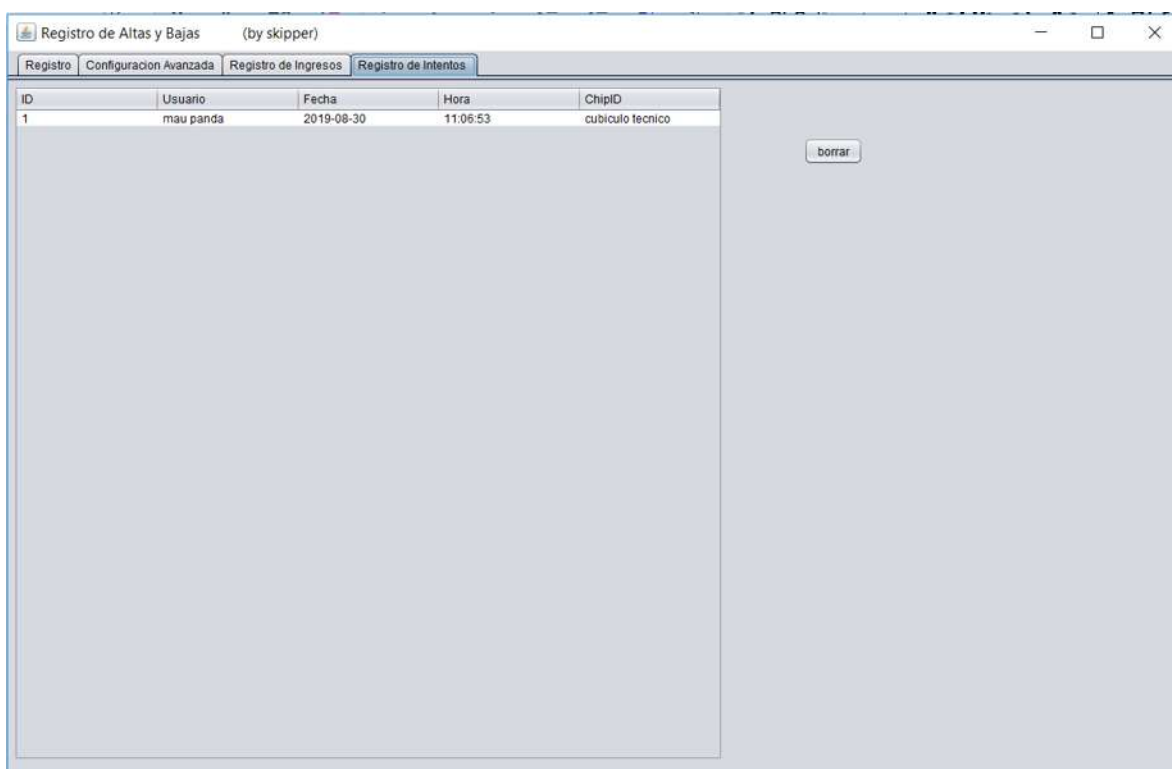 Registro de Altas y Bajas (by skipper)
Registro Configuracion Avanzada Registro de Ingresos Registro de Intentos
ID Usuario Fecha Hora ChipID
1 mau panda 2019-08-30 11:06:53 cubiculo tecnico
borrar